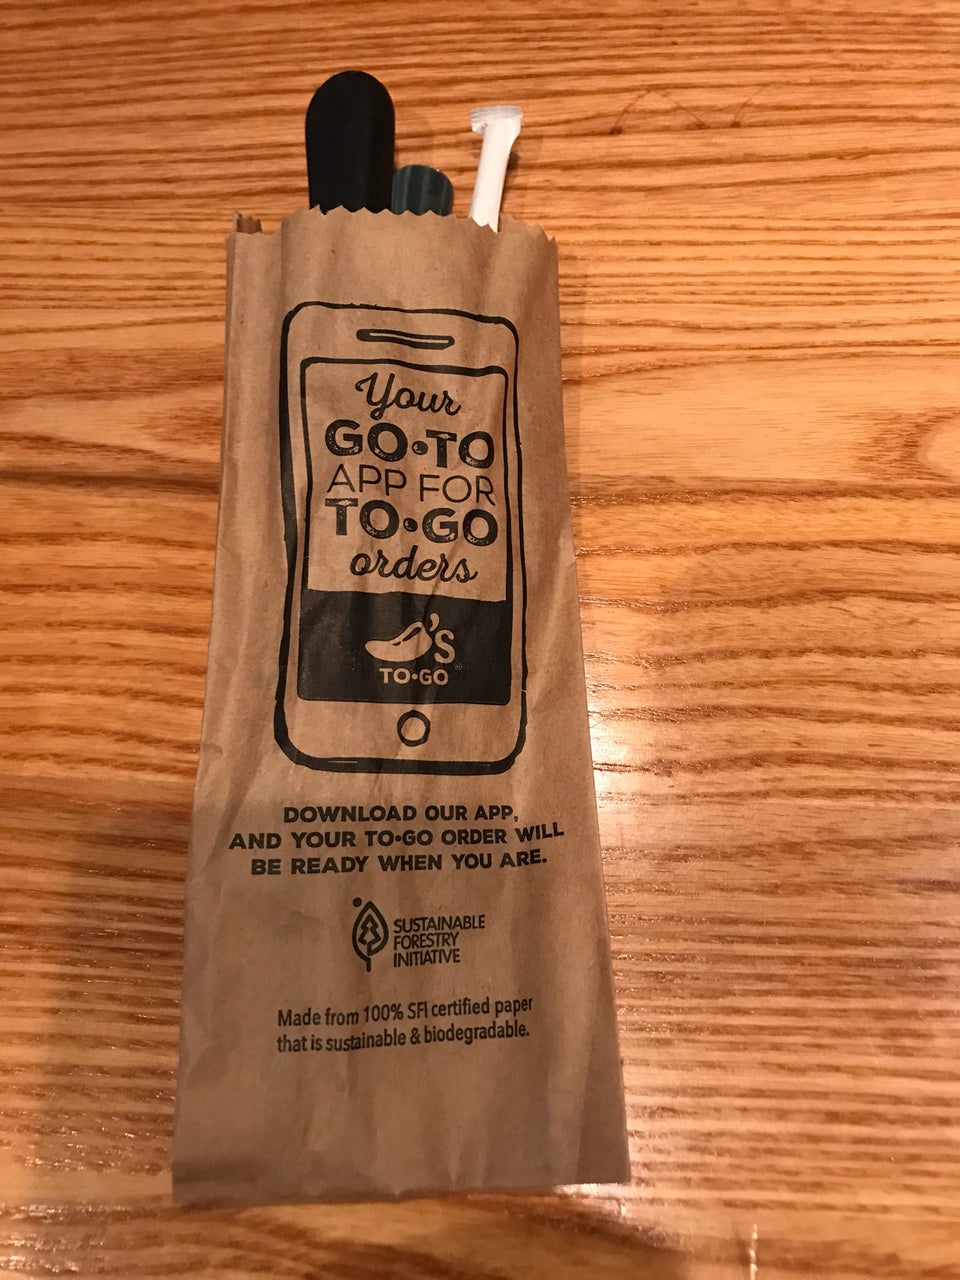 Your
GO•TO
APP FOR
TO•GO
orders
's
TO•GO®
DOWNLOAD OUR APP,
AND YOUR TO•GO ORDER WILL
BE READY WHEN YOU ARE.
SUSTAINABLE
FORESTRY
INITIATIVE
Made from 100% SFI certified paper
that is sustainable & biodegradable.